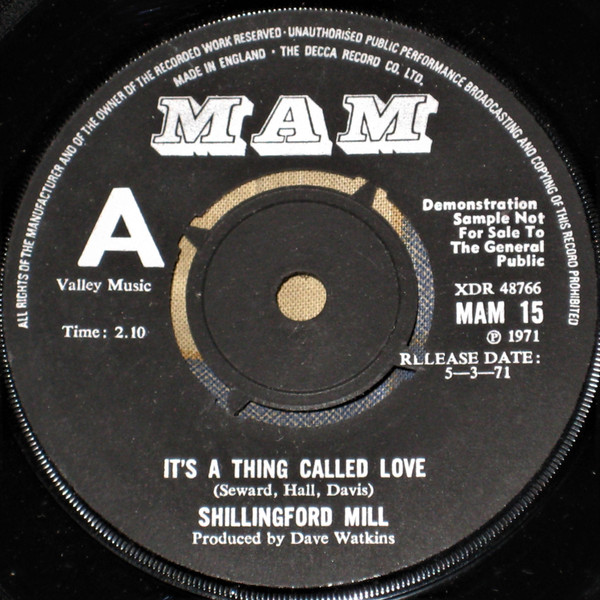 ALL RIGHTS OF THE MANUFACTURER AND OF THE OWNER OF THE RECORDED WORK RESERVED · UNAUTHORISED PUBLIC PERFORMANCE BROADCASTING AND COPYING OF THIS RECORD PROHIBITED
MADE IN ENGLAND · THE DECCA RECORD CO. LTD.
MAM
A
Valley Music
Time: 2.10
Demonstration
Sample Not
For Sale To
The General
Public
XDR 48766
MAM 15
Ⓟ 1971
RELEASE DATE:
5—3—71
IT'S A THING CALLED LOVE
(Seward, Hall, Davis)
SHILLINGFORD MILL
Produced by Dave Watkins